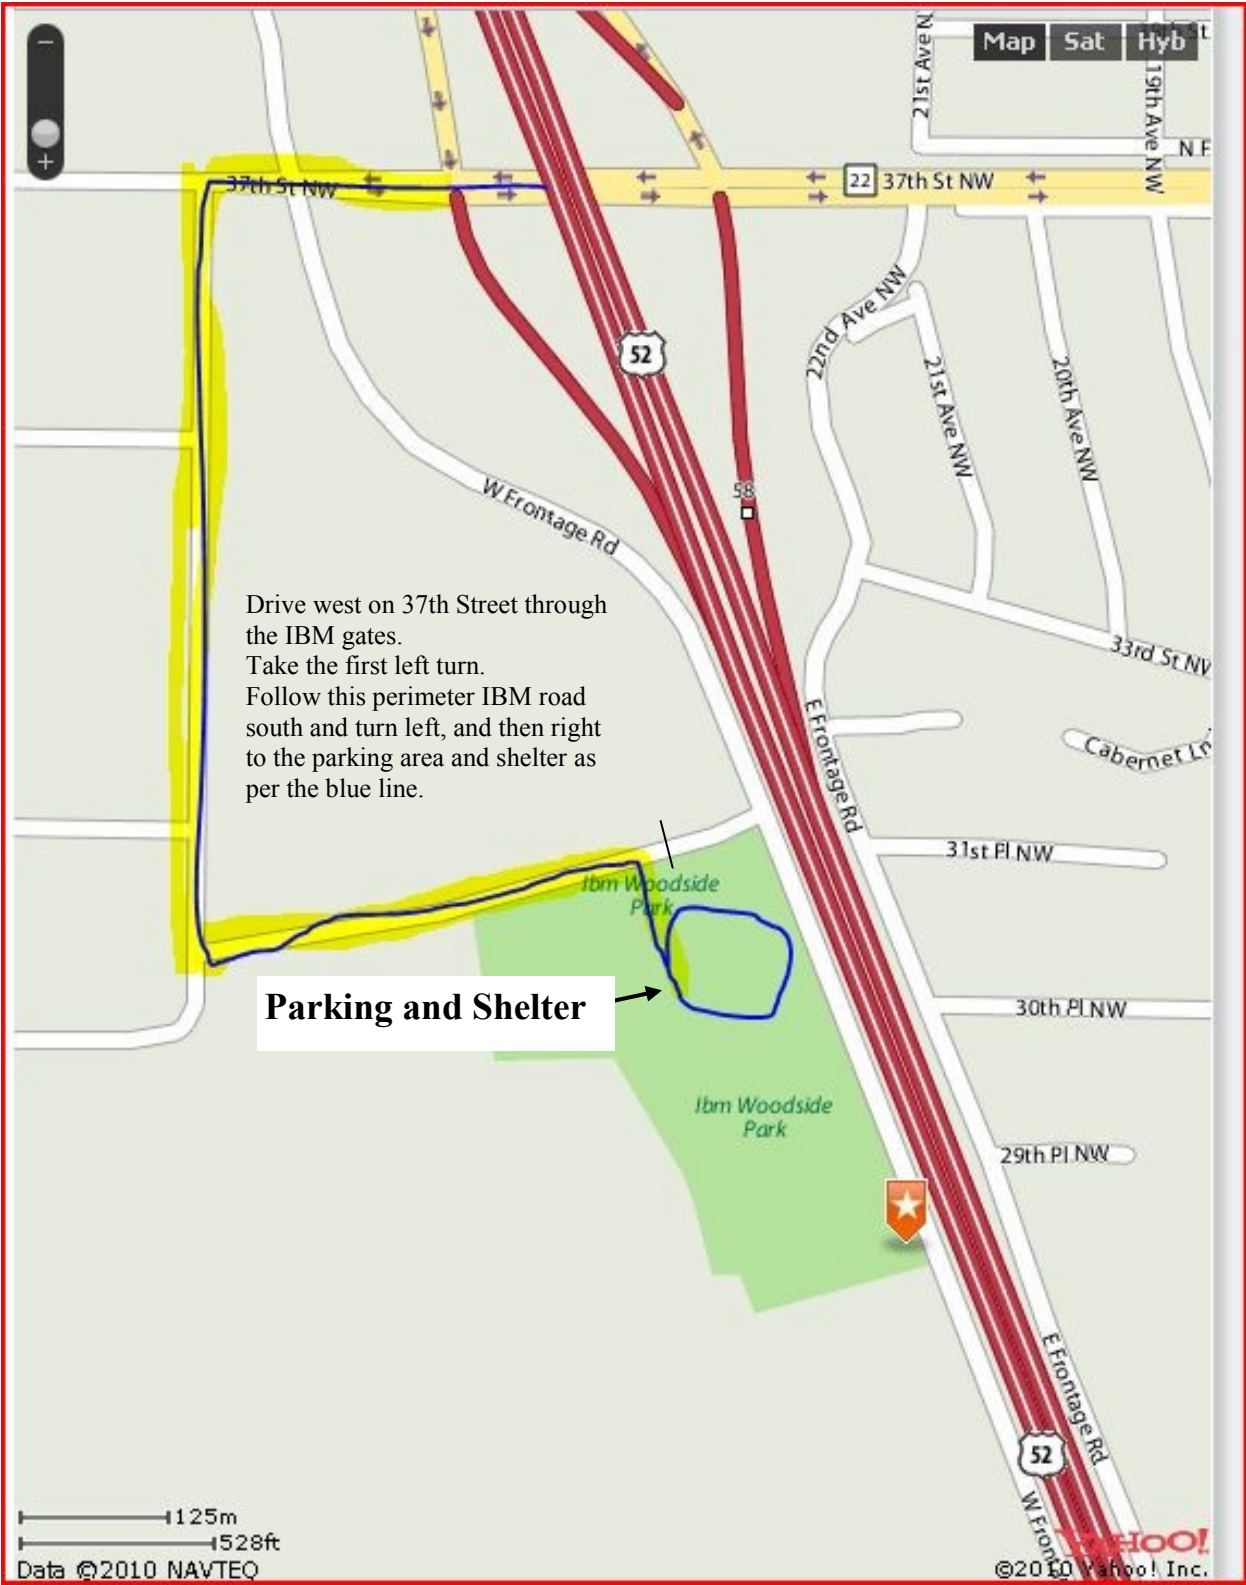 Map Sat Hyb
21st Ave N
19th Ave NW
N F
37th St NW
22 37th St NW
52
22nd Ave NW
21st Ave NW
20th Ave NW
58
W Frontage Rd
33rd St NW
Drive west on 37th Street through
the IBM gates.
Take the first left turn.
Follow this perimeter IBM road
south and turn left, and then right
to the parking area and shelter as
per the blue line.
E Frontage Rd
Cabernet Ln
31st Pl NW
Ibm Woodside
Park
Parking and Shelter
30th Pl NW
Ibm Woodside
Park
29th Pl NW
E Frontage Rd
52
W Front
125m
528ft
YAHOO!
Data ©2010 NAVTEQ
©2010 Yahoo! Inc.